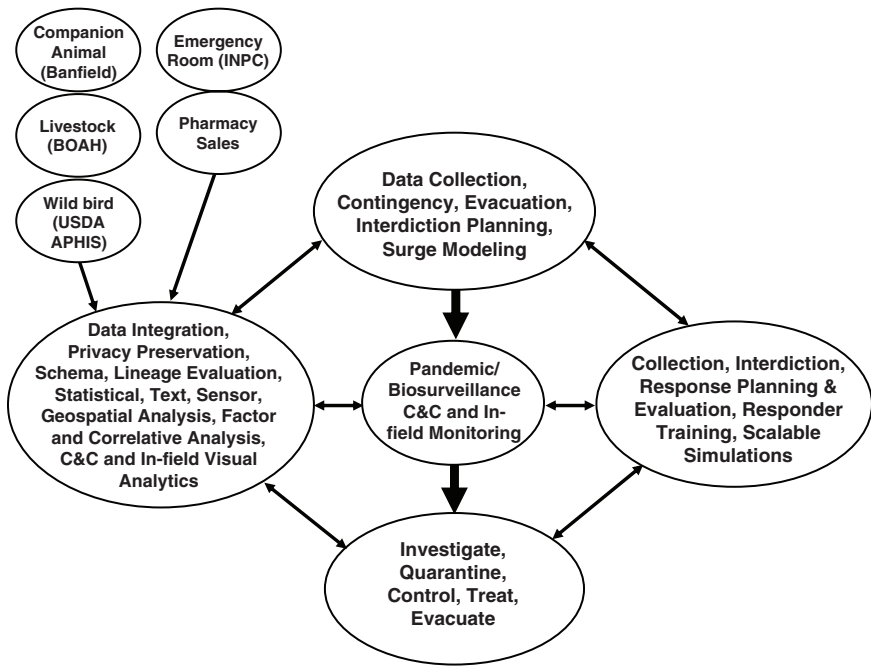 Companion
Animal
(Banfield)
Emergency
Room (INPC)
Livestock
(BOAH)
Pharmacy
Sales
Wild bird
(USDA
APHIS)
Data Collection,
Contingency, Evacuation,
Interdiction Planning,
Surge Modeling
Data Integration,
Privacy Preservation,
Schema, Lineage Evaluation,
Statistical, Text, Sensor,
Geospatial Analysis, Factor
and Correlative Analysis,
C&C and In-field Visual
Analytics
Pandemic/
Biosurveillance
C&C and In-
field Monitoring
Collection, Interdiction,
Response Planning &
Evaluation, Responder
Training, Scalable
Simulations
Investigate,
Quarantine,
Control, Treat,
Evacuate